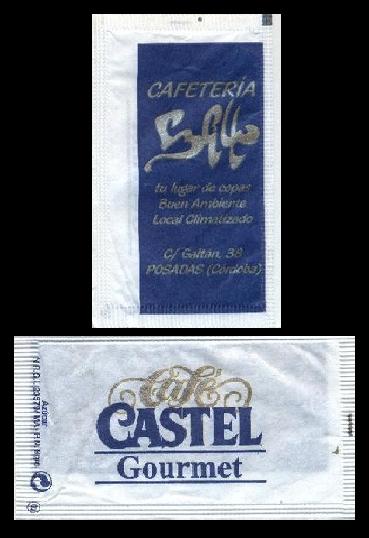 CAFETERÍA
tu lugar de copas
Buen Ambiente
Local Climatizado
C/ Gaitán, 38
POSADAS (Córdoba)
Café
CASTEL
Gourmet
Azúcar